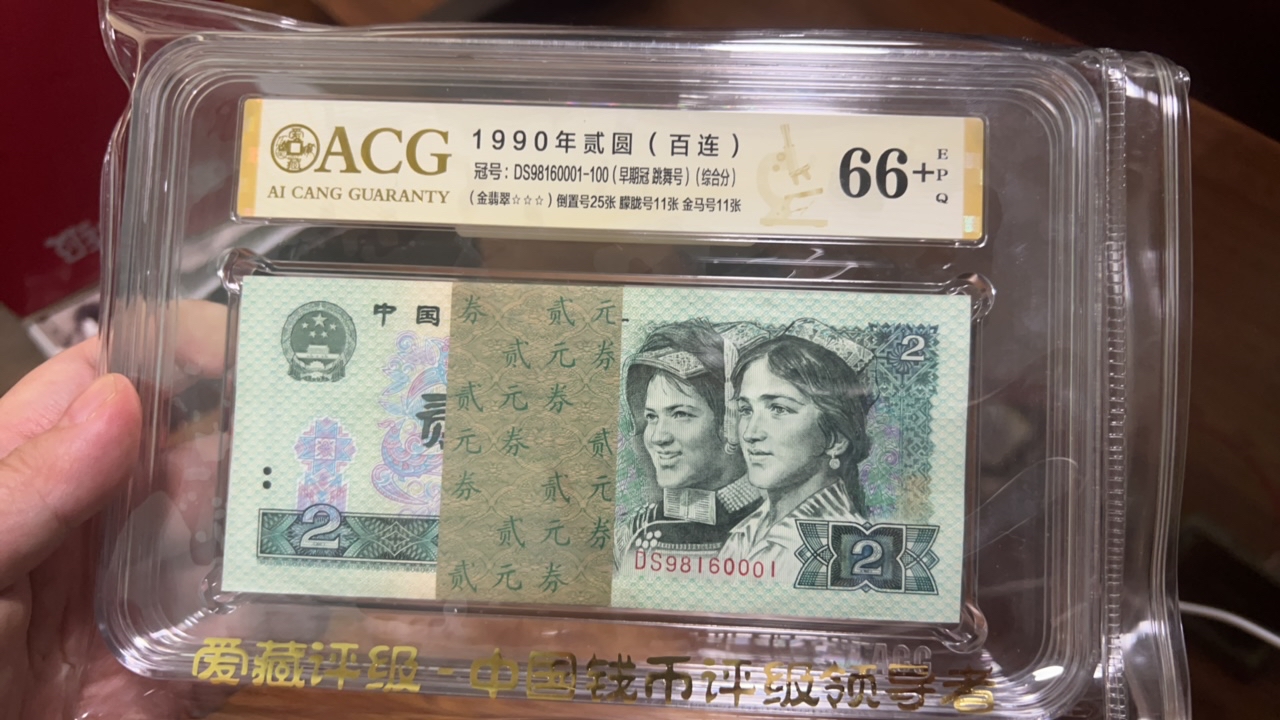 ACG
AI CANG GUARANTY
1990年贰圆(百连)
冠号:DS98160001-100(早期冠 跳舞号)(综合分)
(金翡翠☆☆☆)倒置号25张 朦胧号11张 金马号11张
66+
EPQ
中国
券 贰元
贰元券
贰元券
元券 贰
券 贰元
贰元券
贰元券
贰
2
2
2
DS98160001
爱藏评级-中国钱币评级领导者